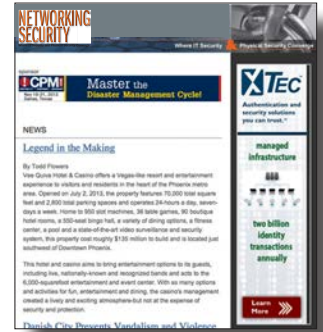 NETWORKING
SECURITY
Where IT Security & Physical Security Converge
CPM
Dallas, Texas
Master the
Disaster Management Cycle!
XTEC
Authentication and
security solutions
you can trust.
NEWS
Legend in the Making
By Todd Flowers
Vee Quiva Hotel & Casino offers a Vegas-like resort and entertainment
experience to visitors and residents in the heart of the Phoenix metro
area. Opened on July 2, 2013, the property features 70,000 total square
feet and 2,800 total parking spaces and operates 24-hours a day, seven-
days a week. Home to 950 slot machines, 36 table games, 90 boutique
hotel rooms, a 550-seat bingo hall, a variety of dining options, a fitness
center, a pool and a state-of-the-art video surveillance and security
system, this property cost roughly $135 million to build and is located just
southwest of Downtown Phoenix.
This hotel and casino aims to bring entertainment options to its guests,
including live, nationally-known and recognized bands and acts to the
6,000-squarefoot entertainment and event center. With so many options
and activities for fun, entertainment and dining, the casino's management
created a lively and exciting atmosphere-but not at the expense of
security and protection.
Danish City Prevents Vandalism and Violence
managed
infrastructure
two billion
identity
transactions
annually
Learn
More